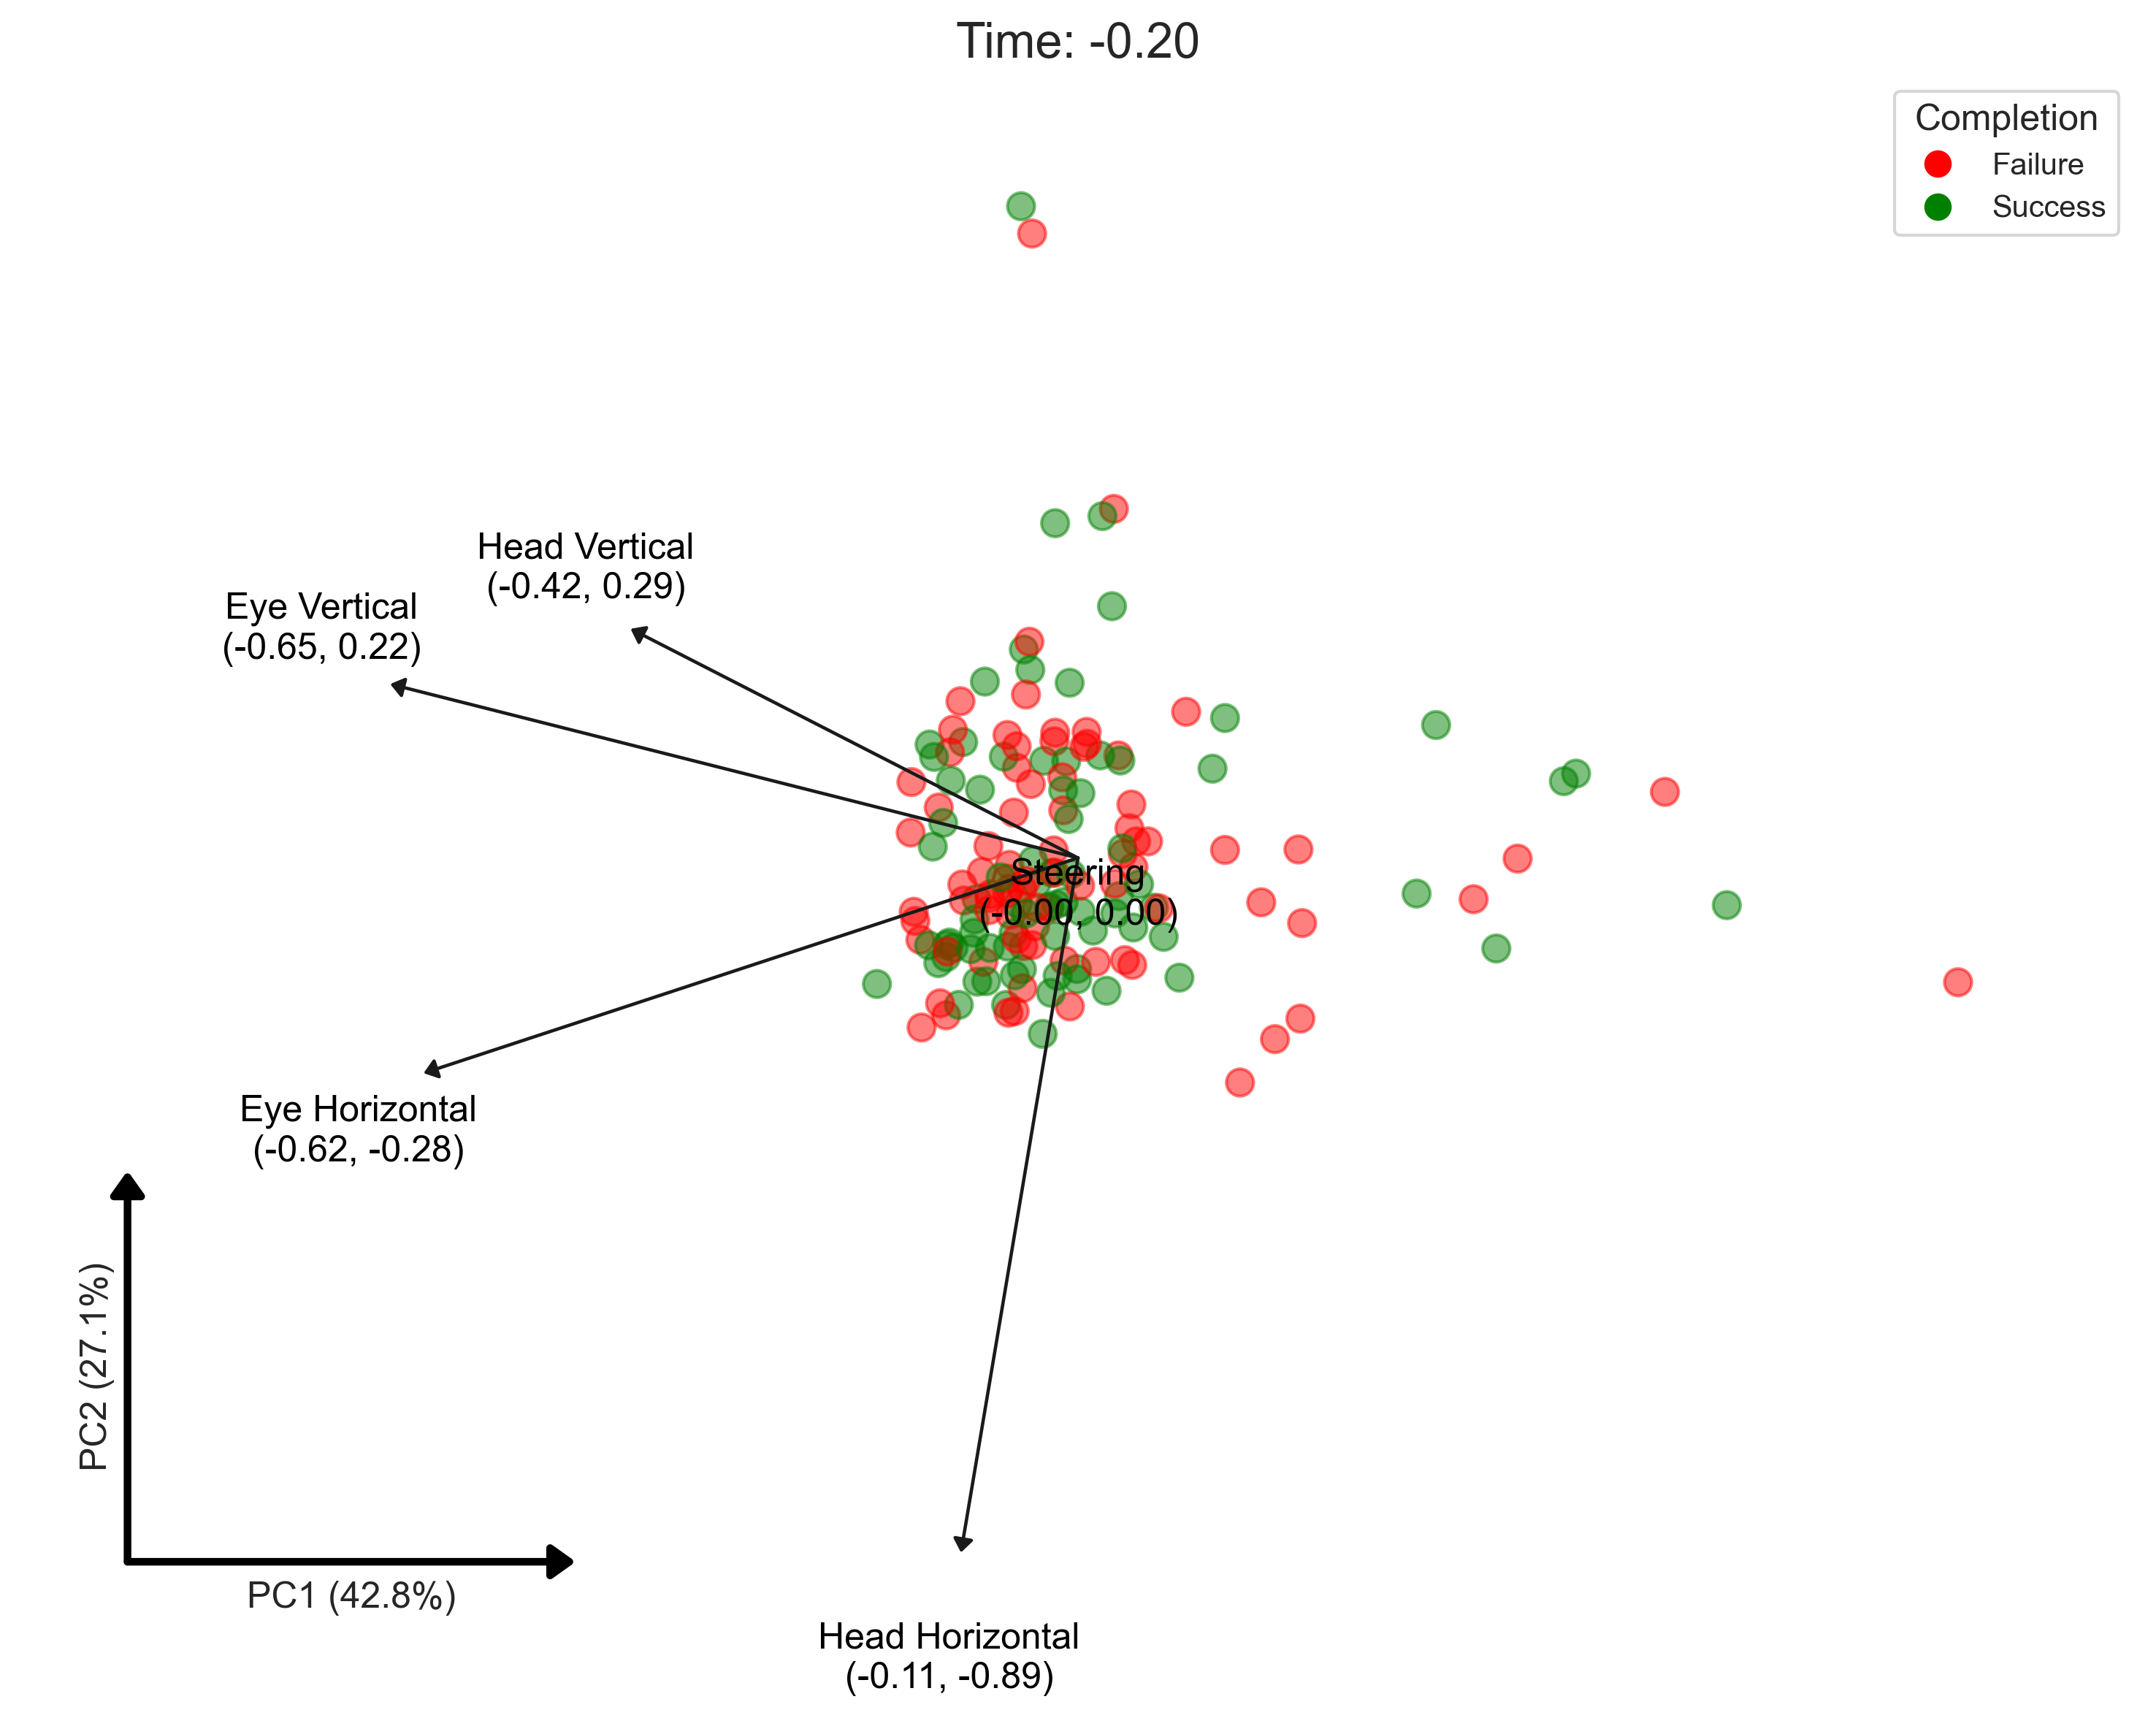 Time: -0.20
Completion
Failure
Success
Head Vertical
(-0.42, 0.29)
Eye Vertical
(-0.65, 0.22)
Steering
(-0.00, 0.00)
Eye Horizontal
(-0.62, -0.28)
PC2 (27.1%)
PC1 (42.8%)
Head Horizontal
(-0.11, -0.89)